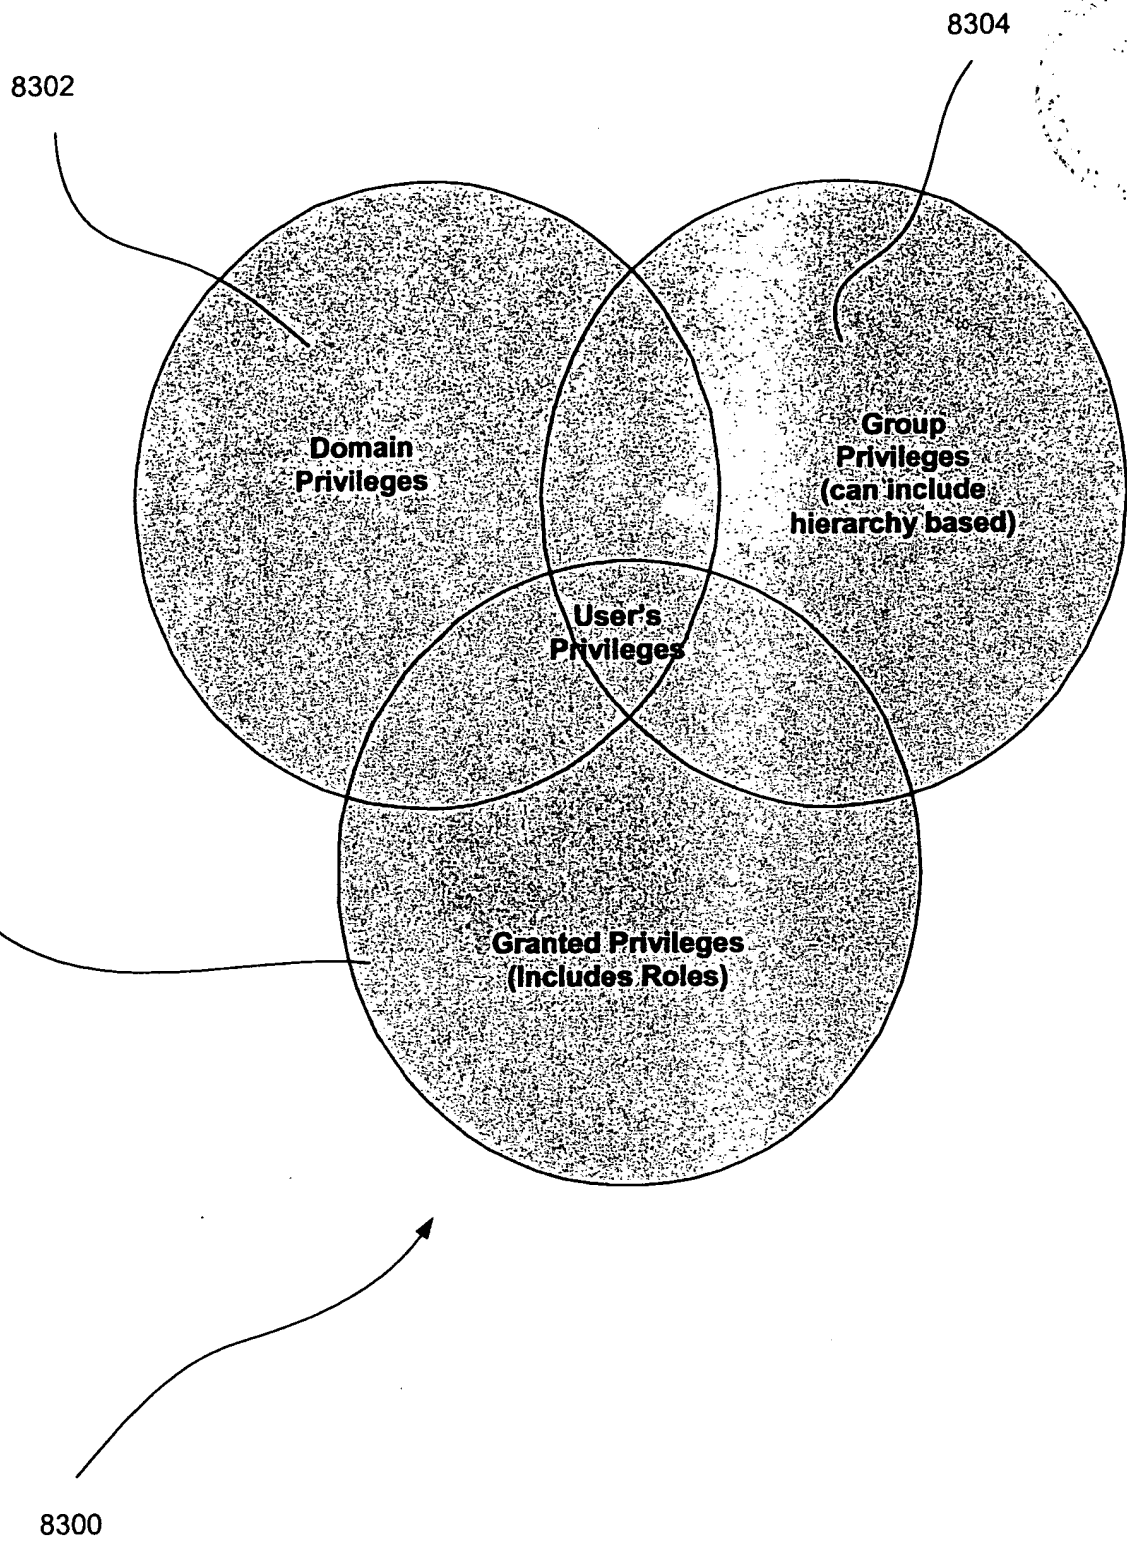 8304
8302
Domain
Privileges
Group
Privileges
(can include
hierarchy based)
User's
Privileges
Granted Privileges
(Includes Roles)
8300